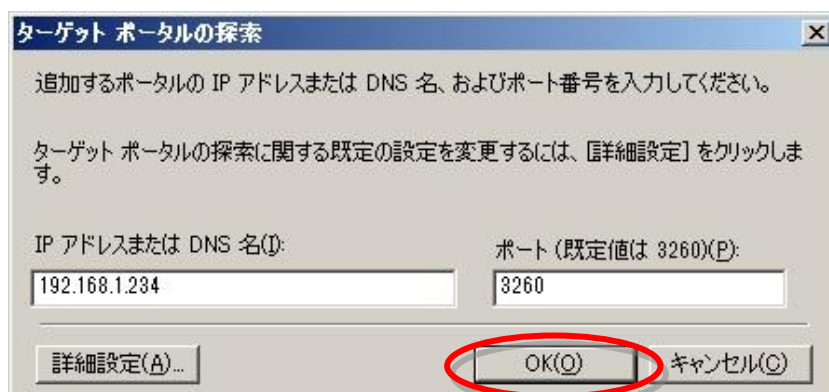 ターゲット ポータルの探索
追加するポータルの IP アドレスまたは DNS 名、およびポート番号を入力してください。
ターゲット ポータルの探索に関する既定の設定を変更するには、[詳細設定] をクリックしま
す。
IP アドレスまたは DNS 名(I):
ポート (既定値は 3260)(P):
192.168.1.234
3260
詳細設定(A)...
OK(O)
キャンセル(C)